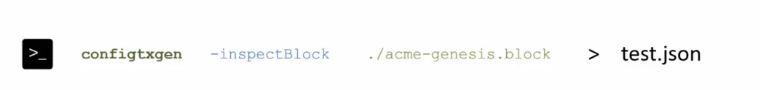 >_ configtxgen -inspectBlock ./acme-genesis.block > test.json